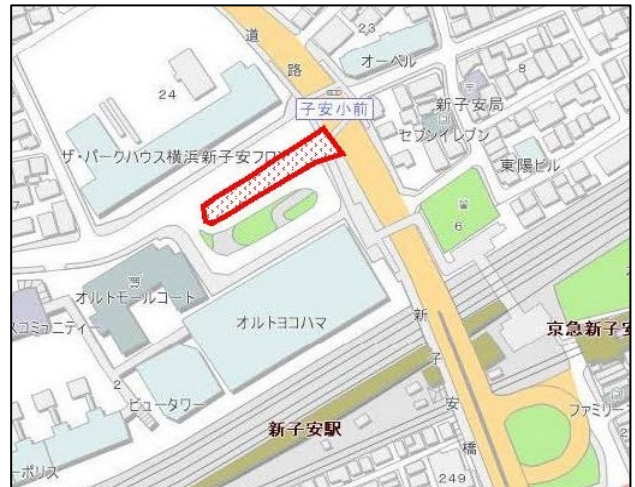 23
道
オーベル
路
8
24
子安小前
新子安局
セブンイレブン
ザ・パークハウス横浜新子安フロ
東陽ビル
6
オルトモールコート
オルトヨコハマ
新
スコミュニティー
京急新子安
子
2
ビュータワー
安
ファミリー
新子安駅
橋
2
ーポリス
249